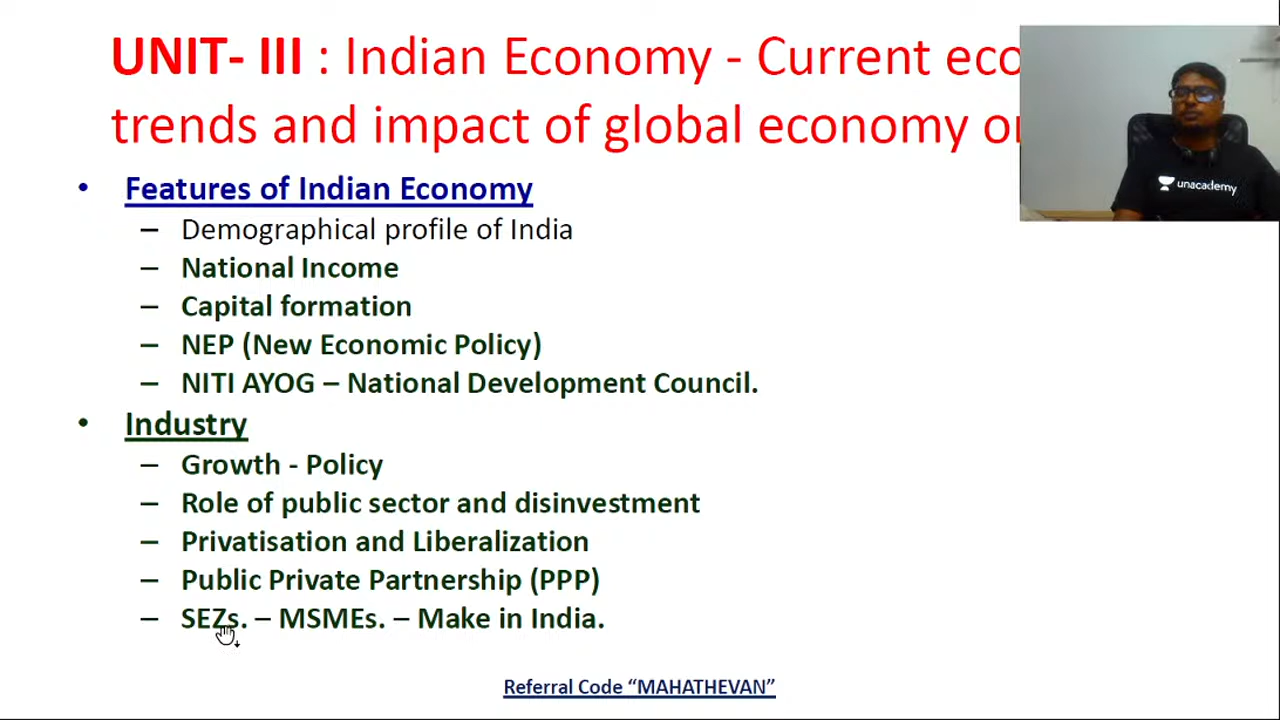 UNIT- III : Indian Economy - Current eco
trends and impact of global economy
• Features of Indian Economy
– Demographical profile of India
– National Income
– Capital formation
– NEP (New Economic Policy)
– NITI AYOG – National Development Council.
• Industry
– Growth - Policy
– Role of public sector and disinvestment
– Privatisation and Liberalization
– Public Private Partnership (PPP)
– SEZs. – MSMEs. – Make in India.
Referral Code “MAHATHEVAN”
unacademy